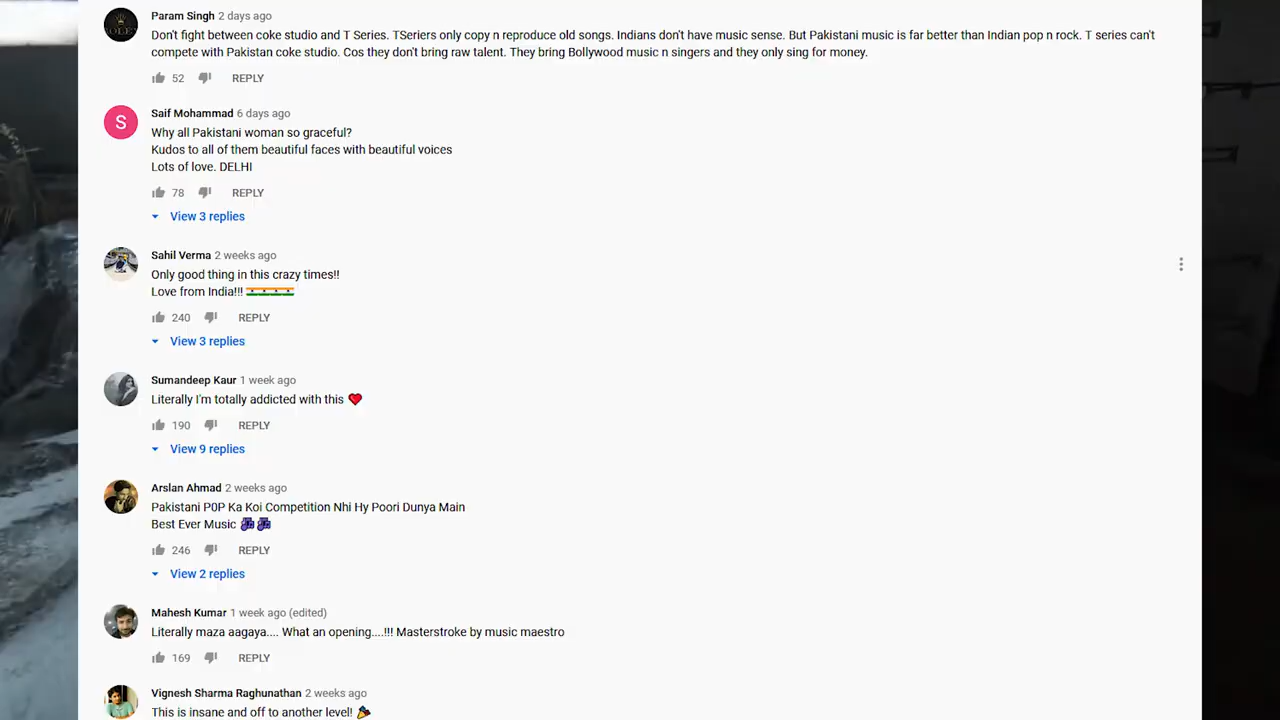 Param Singh 2 days ago
Don't fight between coke studio and T Series. TSeriers only copy n reproduce old songs. Indians don't have music sense. But Pakistani music is far better than Indian pop n rock. T series can't
compete with Pakistan coke studio. Cos they don't bring raw talent. They bring Bollywood music n singers and they only sing for money.
52 REPLY
S
Saif Mohammad 6 days ago
Why all Pakistani woman so graceful?
Kudos to all of them beautiful faces with beautiful voices
Lots of love. DELHI
78 REPLY
View 3 replies
Sahil Verma 2 weeks ago
Only good thing in this crazy times!!
Love from India!!! 🇮🇳🇮🇳🇮🇳🇮🇳
240 REPLY
View 3 replies
Sumandeep Kaur 1 week ago
Literally I'm totally addicted with this ❤️
190 REPLY
View 9 replies
Arslan Ahmad 2 weeks ago
Pakistani P0P Ka Koi Competition Nhi Hy Poori Dunya Main
Best Ever Music
246 REPLY
View 2 replies
Mahesh Kumar 1 week ago (edited)
Literally maza aagaya.... What an opening....!!! Masterstroke by music maestro
169 REPLY
Vignesh Sharma Raghunathan 2 weeks ago
This is insane and off to another level! 🎉